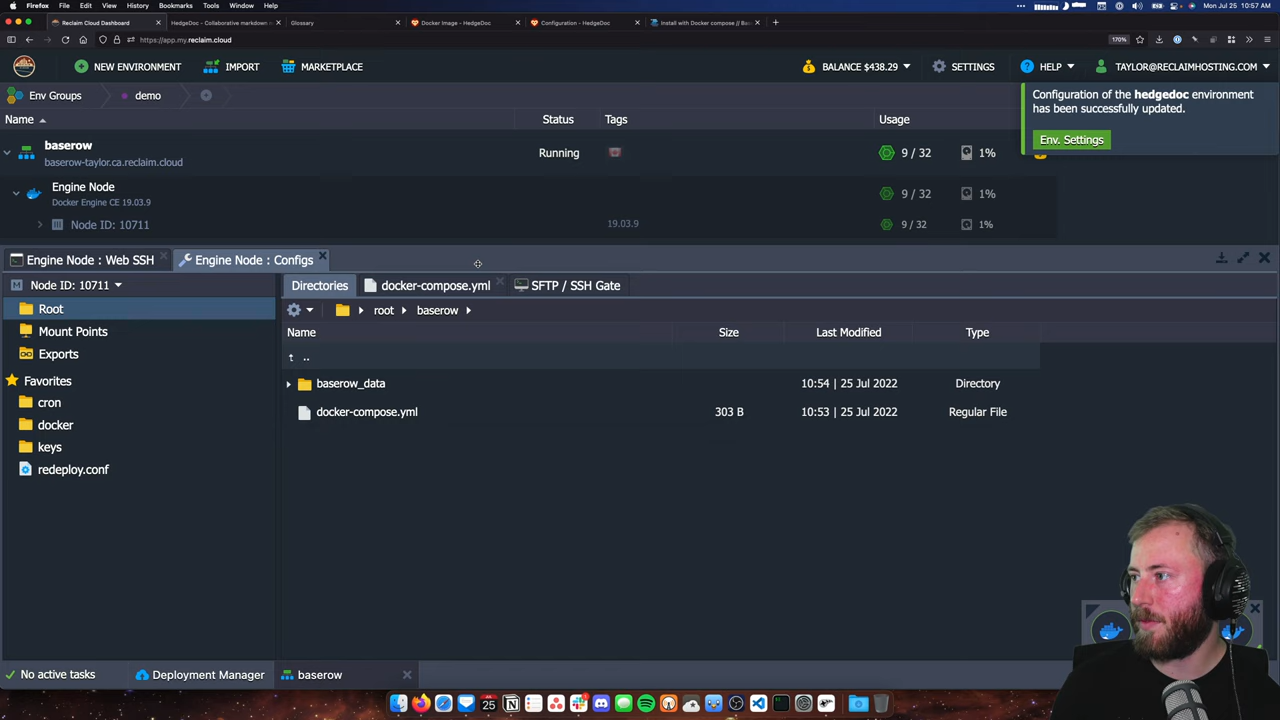 Firefox File Edit View History Bookmarks Tools Window Help
Mon Jul 25 10:57 AM
Reclaim Cloud Dashboard
HedgeDoc - Collaborative markdown
Glossary
Docker Image - HedgeDoc
Configuration - HedgeDoc
Install with Docker compose // Ba
https://app.my.reclaim.cloud
170%
NEW ENVIRONMENT
IMPORT
MARKETPLACE
BALANCE $438.29
SETTINGS
HELP
TAYLOR@RECLAIMHOSTING.COM
Env Groups
demo
Configuration of the hedgedoc environment
has been successfully updated.
Env. Settings
Name
Status
Tags
Usage
baserow
baserow-taylor.ca.reclaim.cloud
Running
9 / 32
1%
Engine Node
Docker Engine CE 19.03.9
9 / 32
1%
Node ID: 10711
19.03.9
9 / 32
1%
Engine Node : Web SSH
Engine Node : Configs
Node ID: 10711
Directories
docker-compose.yml
SFTP / SSH Gate
Root
Mount Points
Exports
Favorites
cron
docker
keys
redeploy.conf
root
baserow
Name
Size
Last Modified
Type
..
baserow_data
10:54 | 25 Jul 2022
Directory
docker-compose.yml
303 B
10:53 | 25 Jul 2022
Regular File
No active tasks
Deployment Manager
baserow